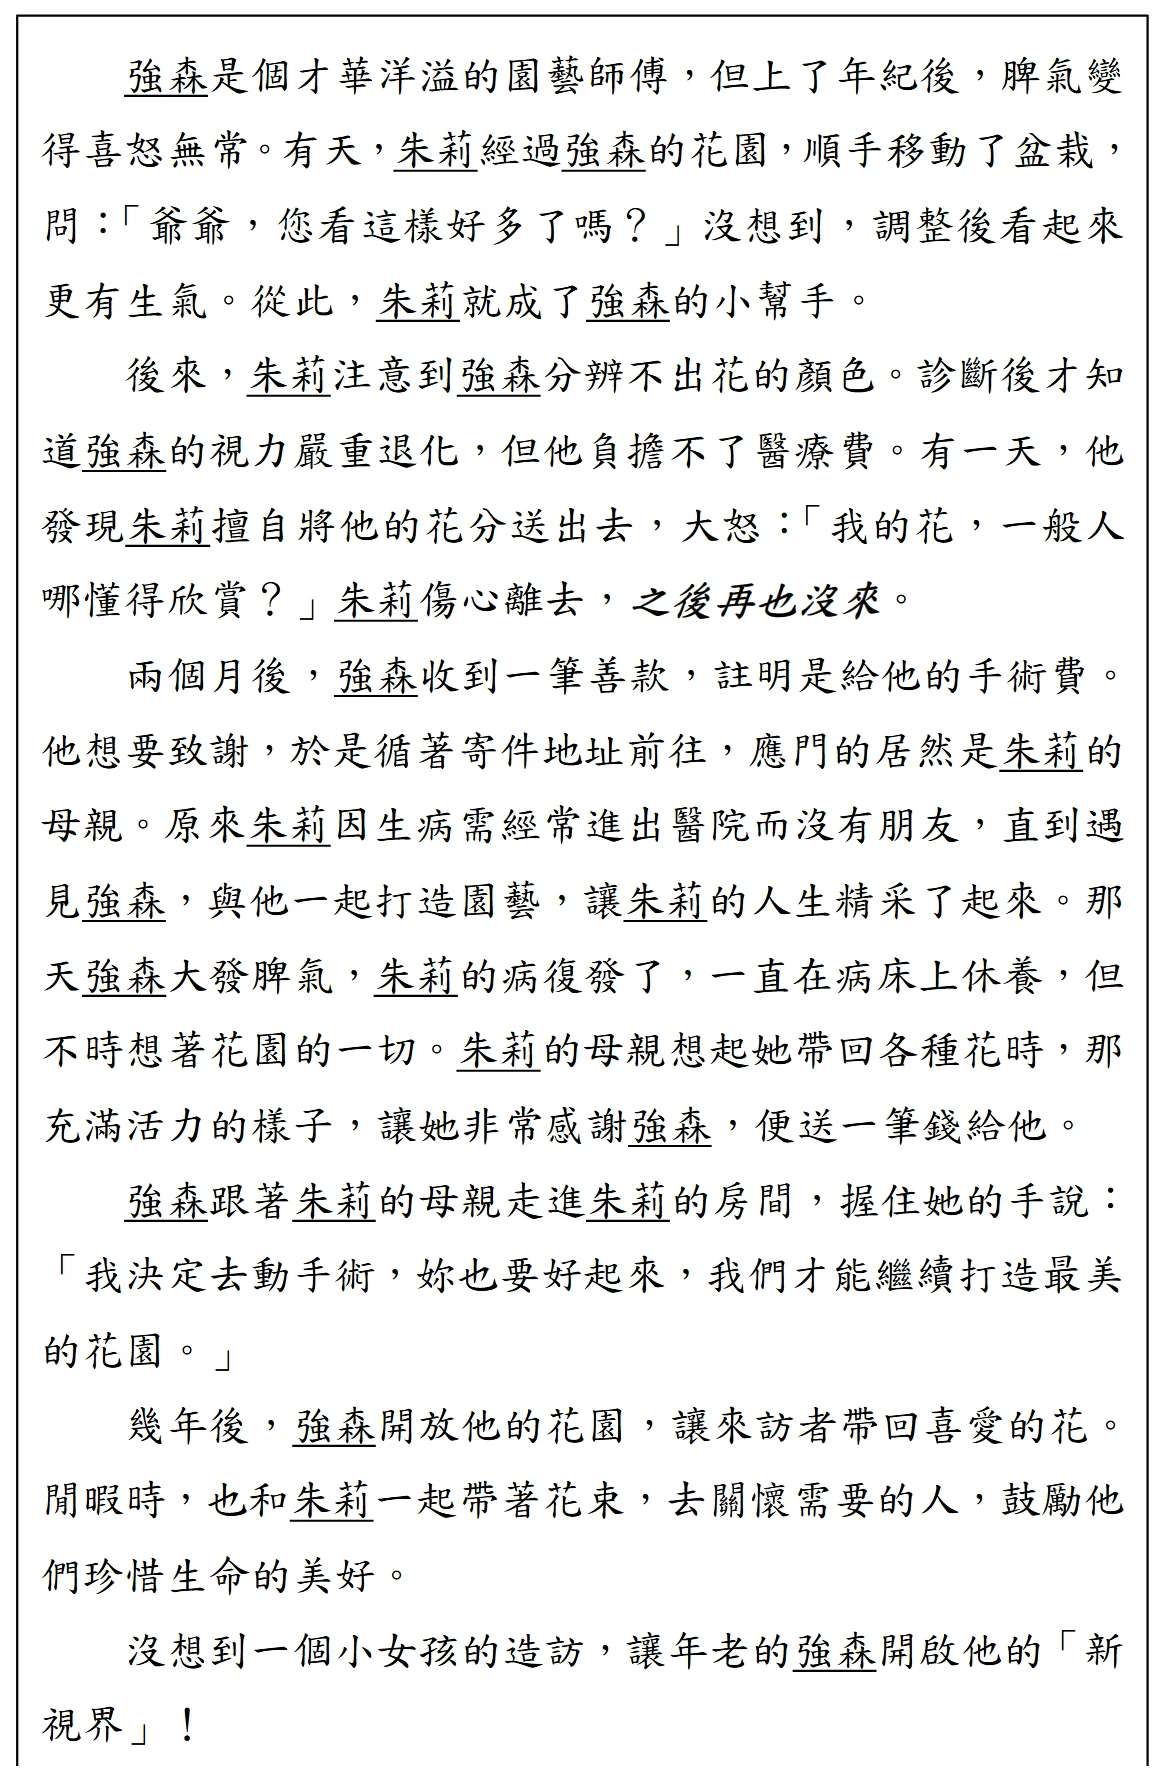 強森是個才華洋溢的園藝師傅，但上了年紀後，脾氣變
得喜怒無常。有天，朱莉經過強森的花園，順手移動了盆栽，
問：「爺爺，您看這樣好多了嗎？」沒想到，調整後看起來
更有生氣。從此，朱莉就成了強森的小幫手。
後來，朱莉注意到強森分辨不出花的顏色。診斷後才知
道強森的視力嚴重退化，但他負擔不了醫療費。有一天，他
發現朱莉擅自將他的花分送出去，大怒：「我的花，一般人
哪懂得欣賞？」朱莉傷心離去，之後再也沒來。
兩個月後，強森收到一筆善款，註明是給他的手術費。
他想要致謝，於是循著寄件地址前往，應門的居然是朱莉的
母親。原來朱莉因生病需經常進出醫院而沒有朋友，直到遇
見強森，與他一起打造園藝，讓朱莉的人生精采了起來。那
天強森大發脾氣，朱莉的病復發了，一直在病床上休養，但
不時想著花園的一切。朱莉的母親想起她帶回各種花時，那
充滿活力的樣子，讓她非常感謝強森，便送一筆錢給他。
強森跟著朱莉的母親走進朱莉的房間，握住她的手說：
「我決定去動手術，妳也要好起來，我們才能繼續打造最美
的花園。」
幾年後，強森開放他的花園，讓來訪者帶回喜愛的花。
閒暇時，也和朱莉一起帶著花束，去關懷需要的人，鼓勵他
們珍惜生命的美好。
沒想到一個小女孩的造訪，讓年老的強森開啟他的「新
視界」！